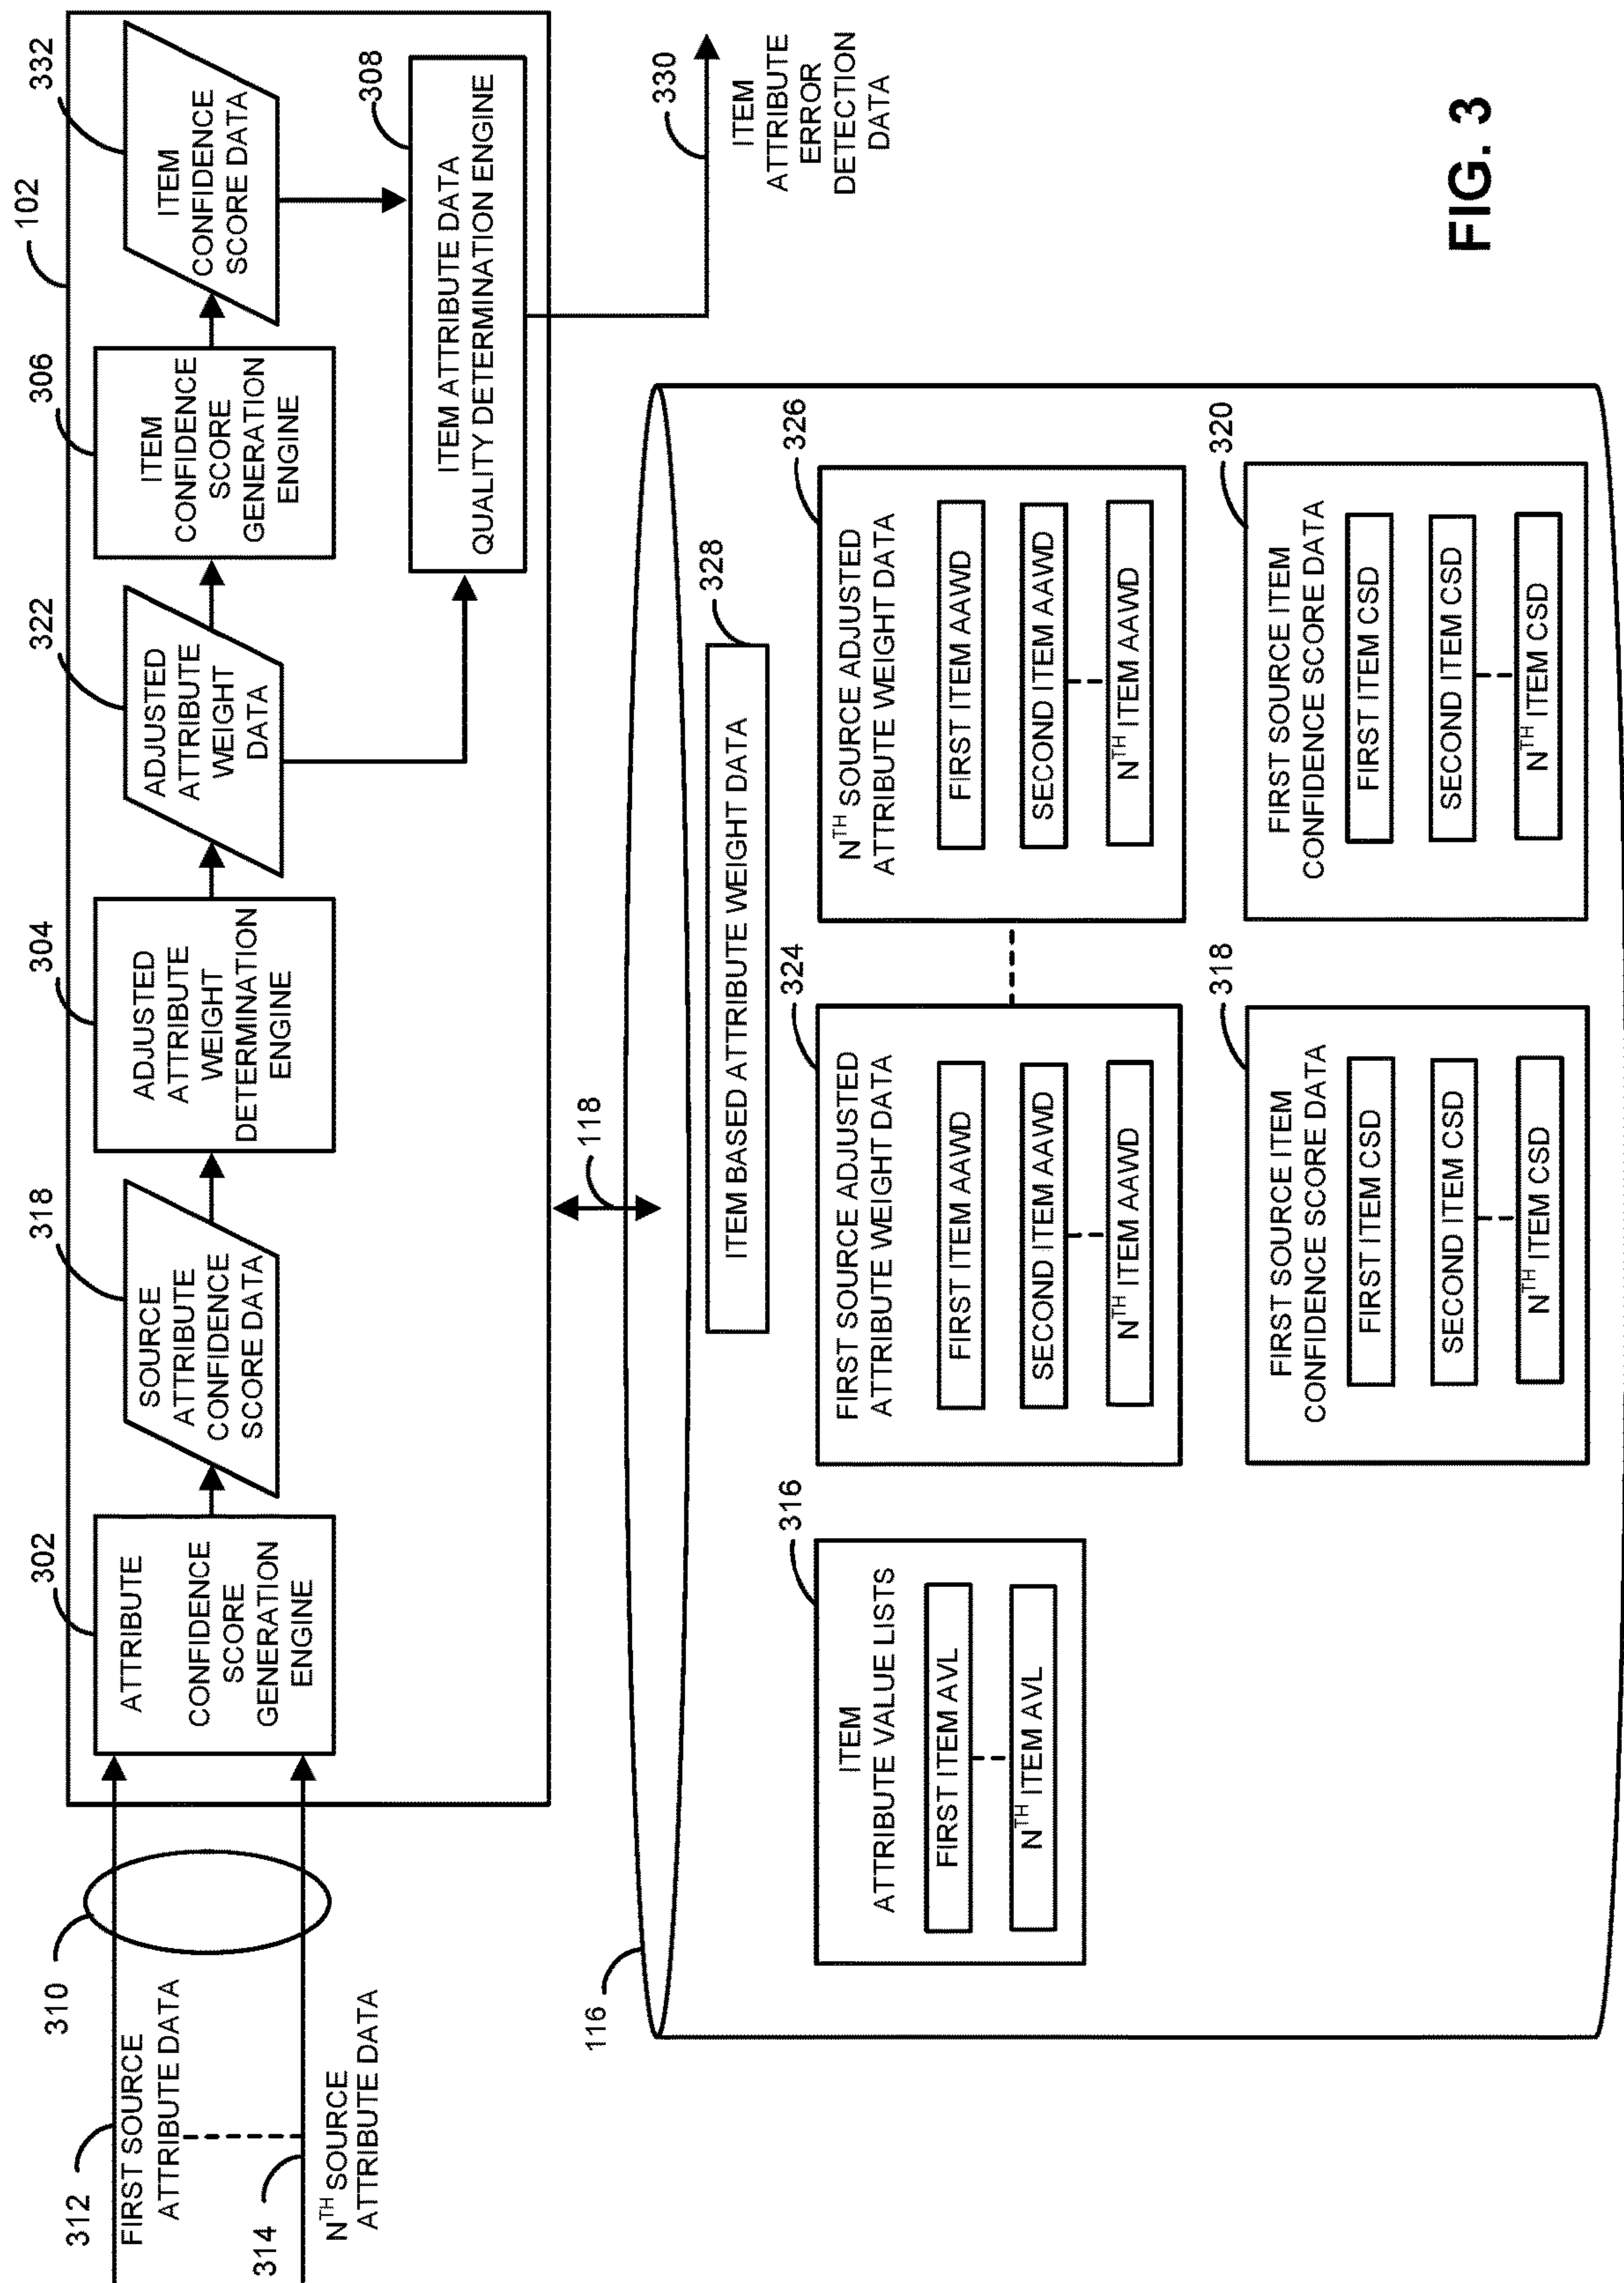 312
FIRST SOURCE
ATTRIBUTE DATA
314
N^TH SOURCE
ATTRIBUTE DATA
310
302
ATTRIBUTE
CONFIDENCE
SCORE
GENERATION
ENGINE
318
SOURCE
ATTRIBUTE
CONFIDENCE
SCORE DATA
304
ADJUSTED
ATTRIBUTE
WEIGHT
DETERMINATION
ENGINE
322
ADJUSTED
ATTRIBUTE
WEIGHT
DATA
306
ITEM
CONFIDENCE
SCORE
GENERATION
ENGINE
102
332
ITEM
CONFIDENCE
SCORE DATA
308
ITEM ATTRIBUTE DATA
QUALITY DETERMINATION ENGINE
330
ITEM
ATTRIBUTE
ERROR
DETECTION
DATA
118
116
328
ITEM BASED ATTRIBUTE WEIGHT DATA
316
ITEM
ATTRIBUTE VALUE LISTS
FIRST ITEM AVL
N^TH ITEM AVL
324
FIRST SOURCE ADJUSTED
ATTRIBUTE WEIGHT DATA
FIRST ITEM AAWD
SECOND ITEM AAWD
N^TH ITEM AAWD
326
N^TH SOURCE ADJUSTED
ATTRIBUTE WEIGHT DATA
FIRST ITEM AAWD
SECOND ITEM AAWD
N^TH ITEM AAWD
318
FIRST SOURCE ITEM
CONFIDENCE SCORE DATA
FIRST ITEM CSD
SECOND ITEM CSD
N^TH ITEM CSD
320
FIRST SOURCE ITEM
CONFIDENCE SCORE DATA
FIRST ITEM CSD
SECOND ITEM CSD
N^TH ITEM CSD
FIG. 3